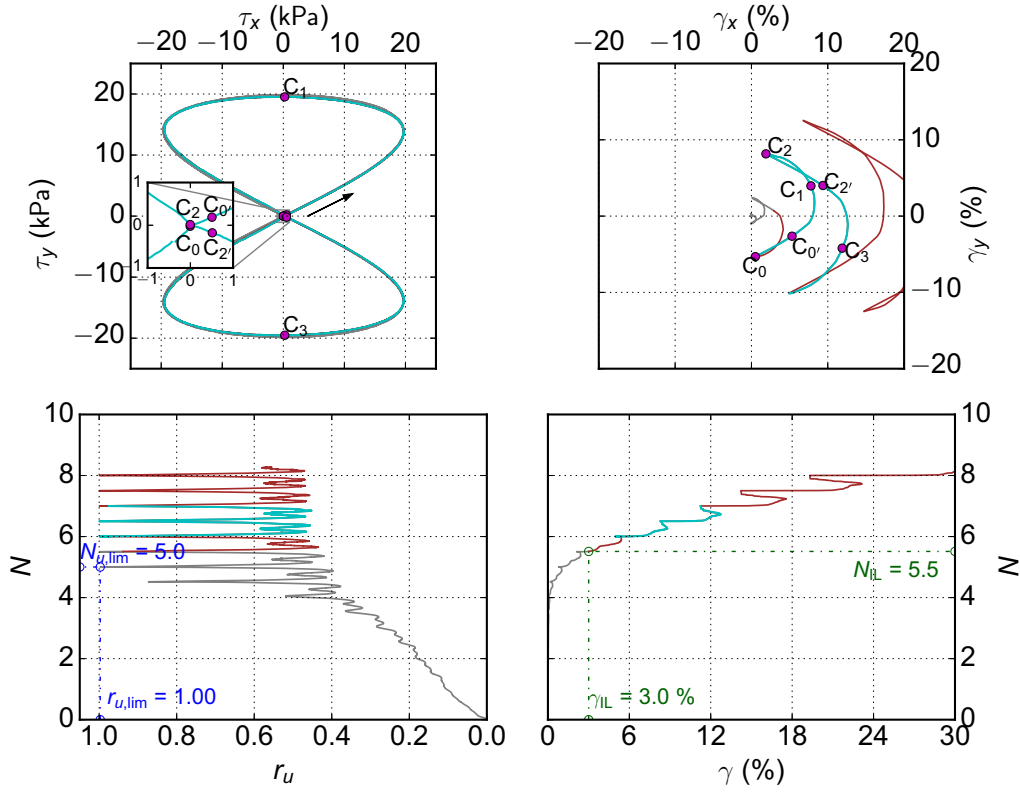 τx (kPa)
−20 −10 0 10 20
20
10
0
−10
−20
τy (kPa)
C1
C3
1
0
−1
−1 0 1
C2 C0′
C0 C2′
γx (%)
−20 −10 0 10 20
20
10
0
−10
−20
γy (%)
C2
C1 C2′
C0 C0′ C3
10
8
6
4
2
0
N
Nu,lim = 5.0
ru,lim = 1.00
1.0 0.8 0.6 0.4 0.2 0.0
ru
10
8
6
4
2
0
N
NIL = 5.5
γIL = 3.0 %
0 6 12 18 24 30
γ (%)